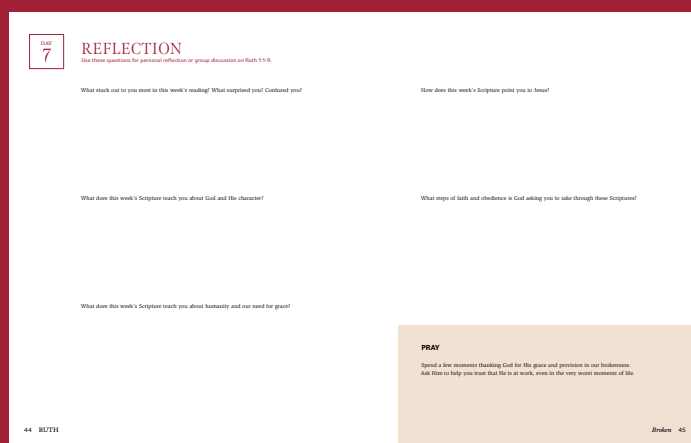 DAY
7
REFLECTION
Use these questions for personal reflection or group discussion on Ruth 1:1-9.
What stuck out to you most in this week's reading? What surprised you? Confused you?
What does this week's Scripture teach you about God and His character?
What does this week's Scripture teach you about humanity and our need for grace?
44 RUTH
How does this week's Scripture point you to Jesus?
What steps of faith and obedience is God asking you to take through these Scriptures?
PRAY
Spend a few moments thanking God for His grace and provision in our brokenness.
Ask Him to help you trust that He is at work, even in the very worst moments of life.
Broken 45